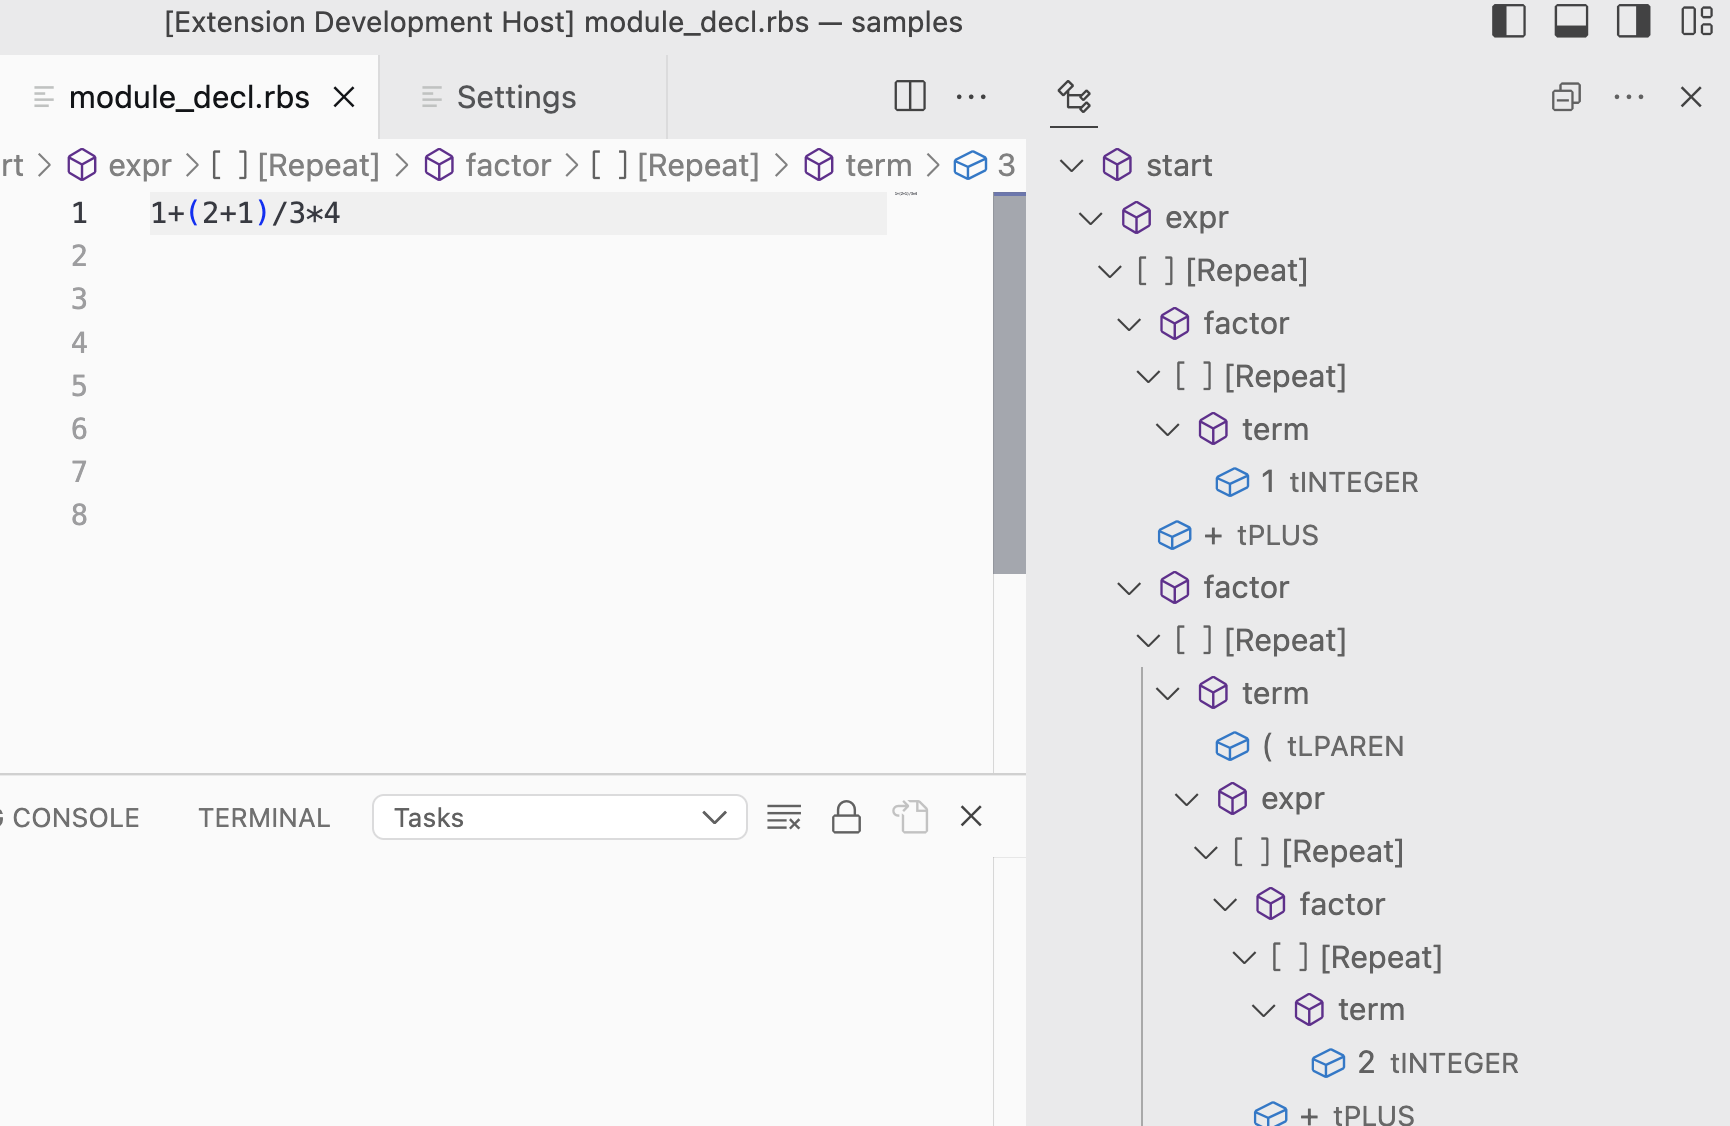 [Extension Development Host] module_decl.rbs — samples
module_decl.rbs
Settings
rt > expr > [ ] [Repeat] > factor > [ ] [Repeat] > term > 3
1 1+(2+1)/3*4
2
3
4
5
6
7
8
CONSOLE TERMINAL Tasks
start
expr
[ ] [Repeat]
factor
[ ] [Repeat]
term
1 tINTEGER
+ tPLUS
factor
[ ] [Repeat]
term
( tLPAREN
expr
[ ] [Repeat]
factor
[ ] [Repeat]
term
2 tINTEGER
+ tPLUS